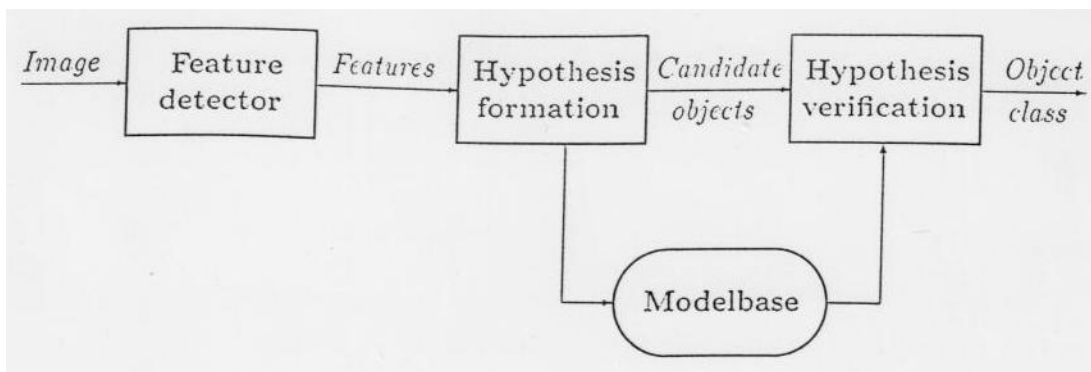 Image
Feature
detector
Features
Hypothesis
formation
Candidate
objects
Hypothesis
verification
Object
class
Modelbase